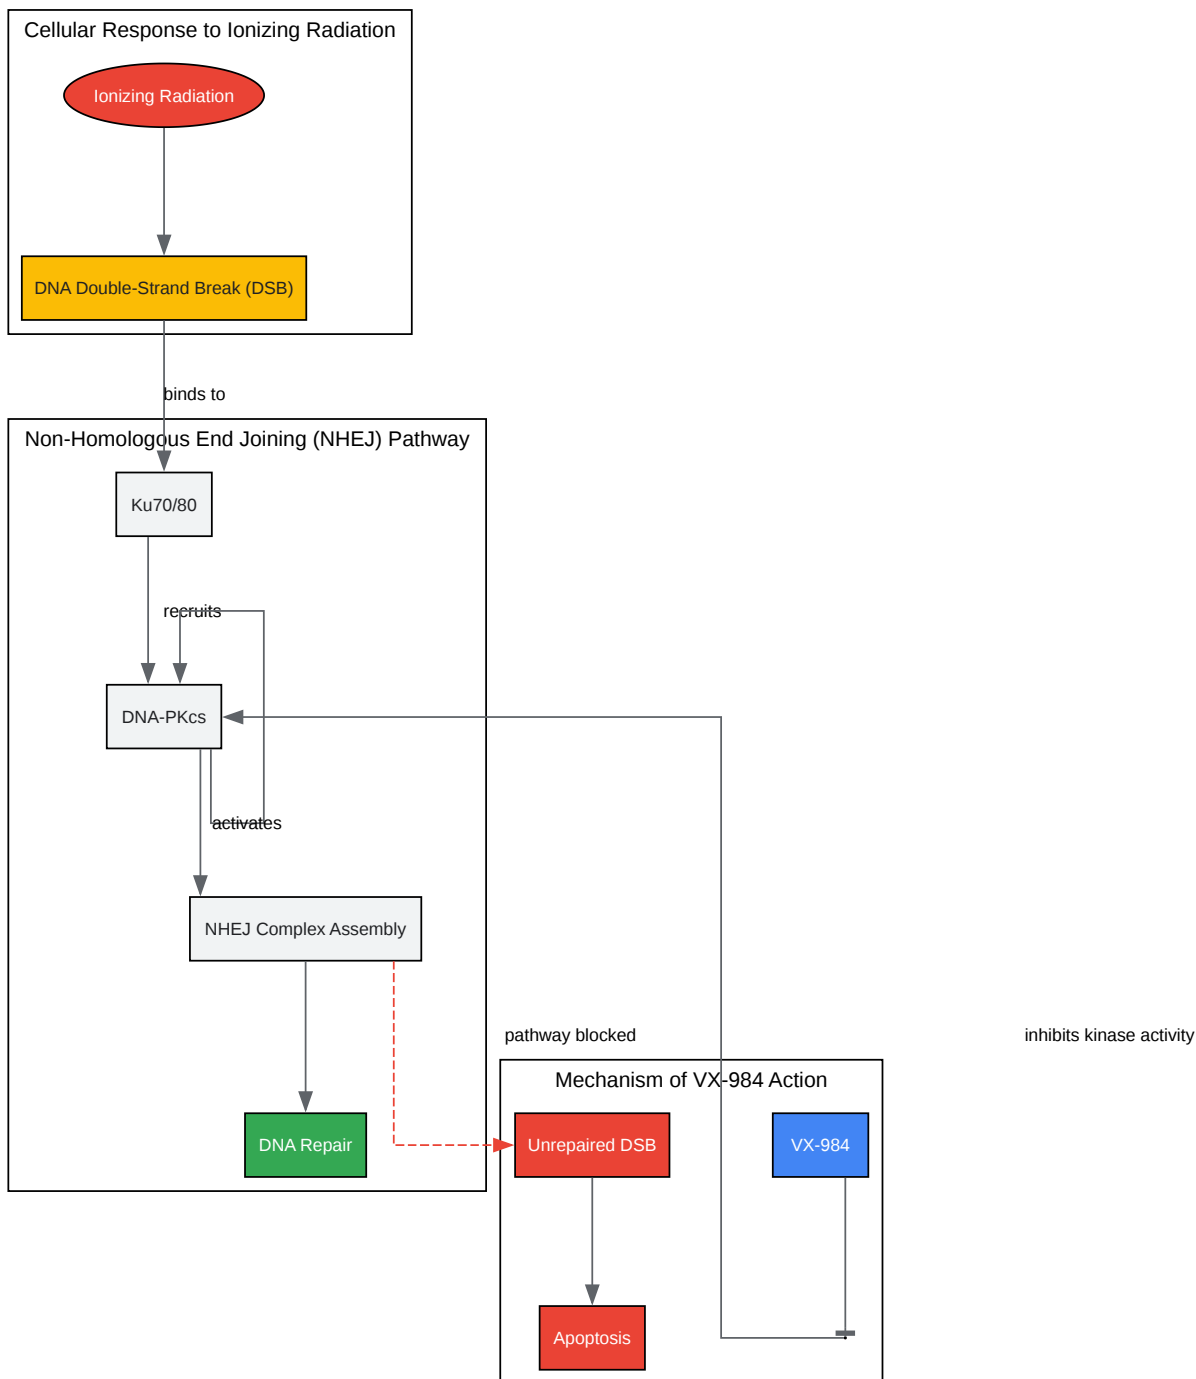 Cellular Response to Ionizing Radiation
Ionizing Radiation
DNA Double-Strand Break (DSB)
binds to
Non-Homologous End Joining (NHEJ) Pathway
Ku70/80
recruits
DNA-PKcs
activates
NHEJ Complex Assembly
pathway blocked
inhibits kinase activity
Mechanism of VX-984 Action
DNA Repair
Unrepaired DSB
VX-984
Apoptosis